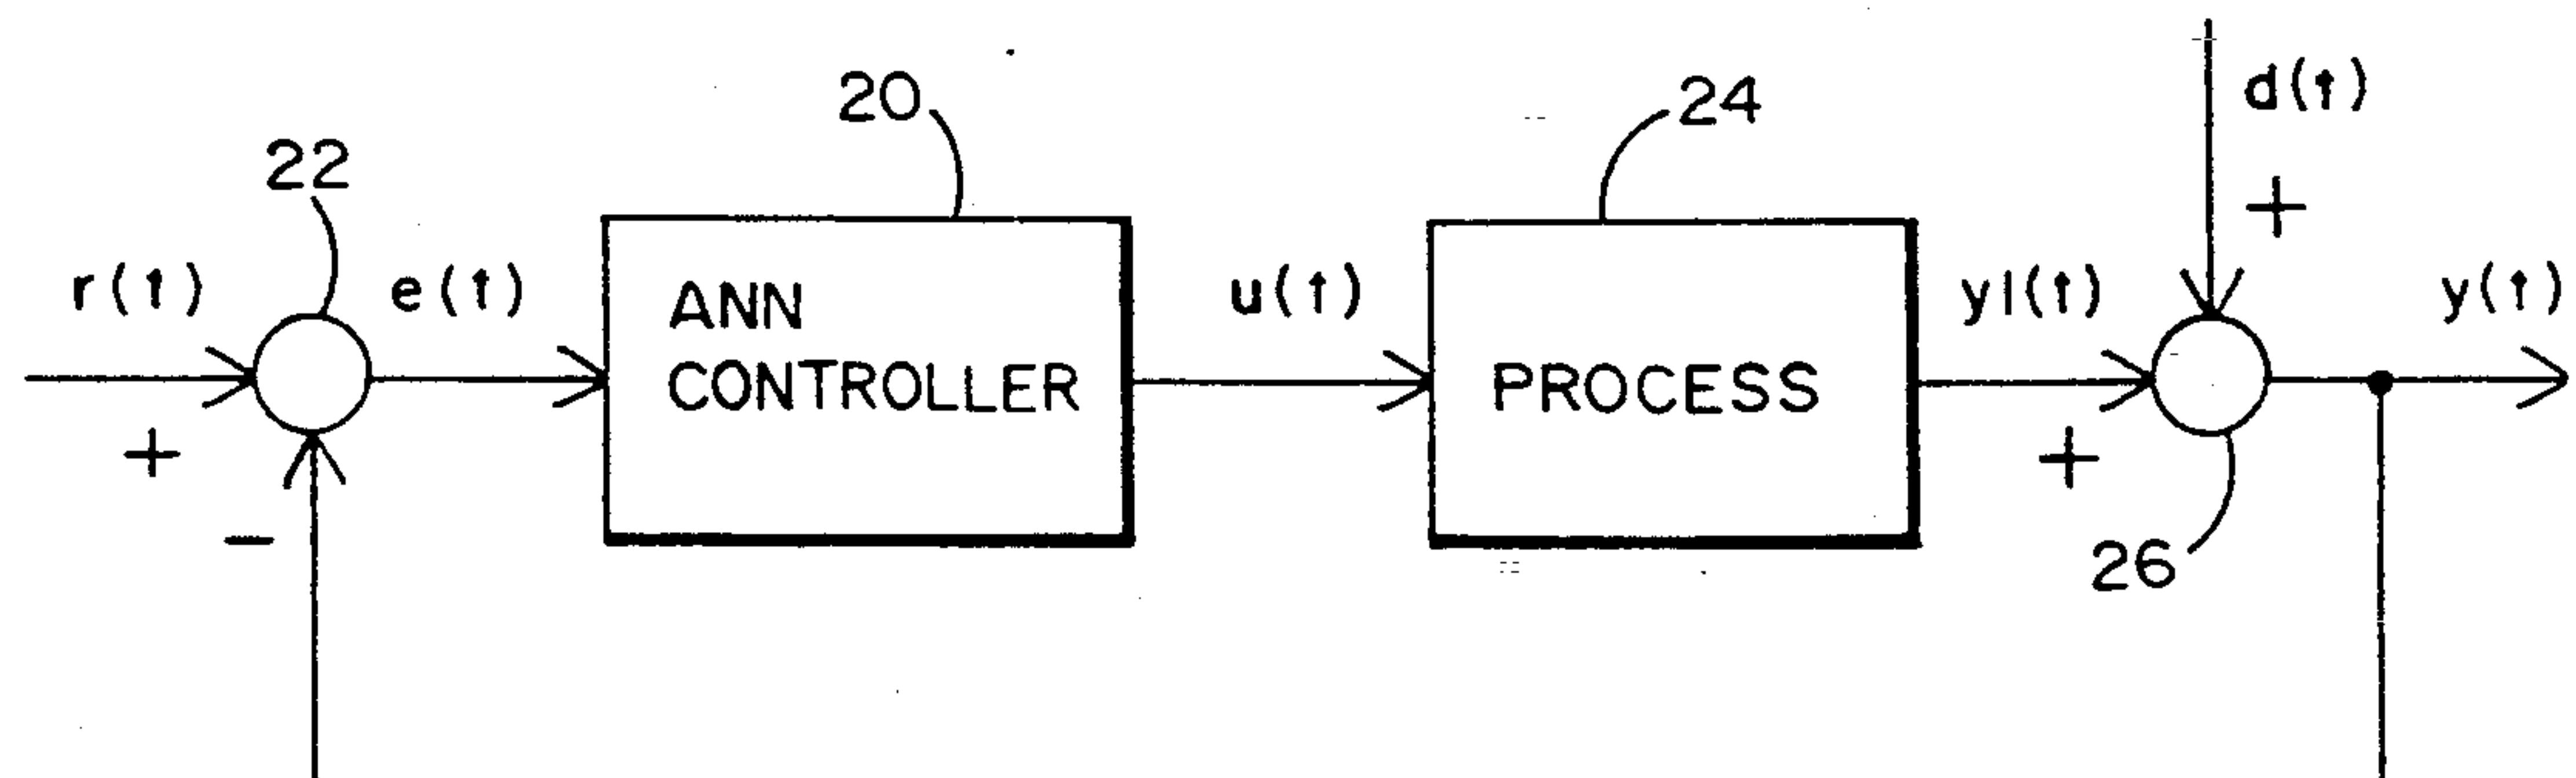 20
24
d(t)
22
+
r(t)
e(t)
ANN
CONTROLLER
u(t)
PROCESS
y1(t)
y(t)
+
+
-
26